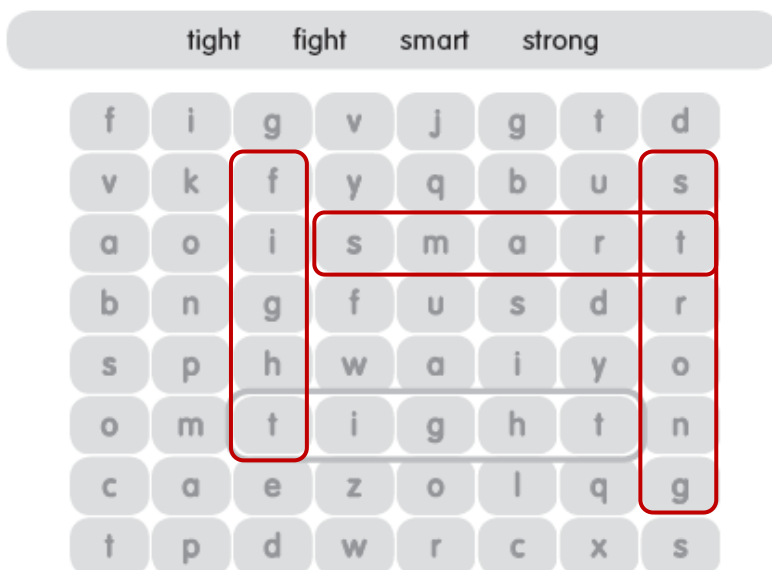 tight fight smart strong
f i g v j g t d
v k f y q b u s
a o i s m a r t
b n g f u s d r
s p h w a i y o
o m t i g h t n
c a e z o l q g
t p d w r c x s